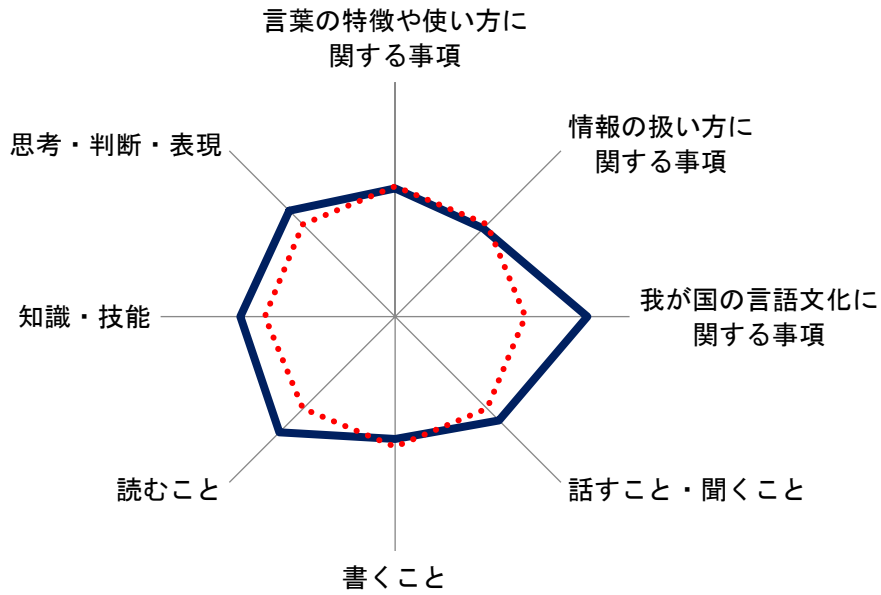 言葉の特徴や使い方に
関する事項
情報の扱い方に
関する事項
我が国の言語文化に
関する事項
話すこと・聞くこと
書くこと
読むこと
知識・技能
思考・判断・表現